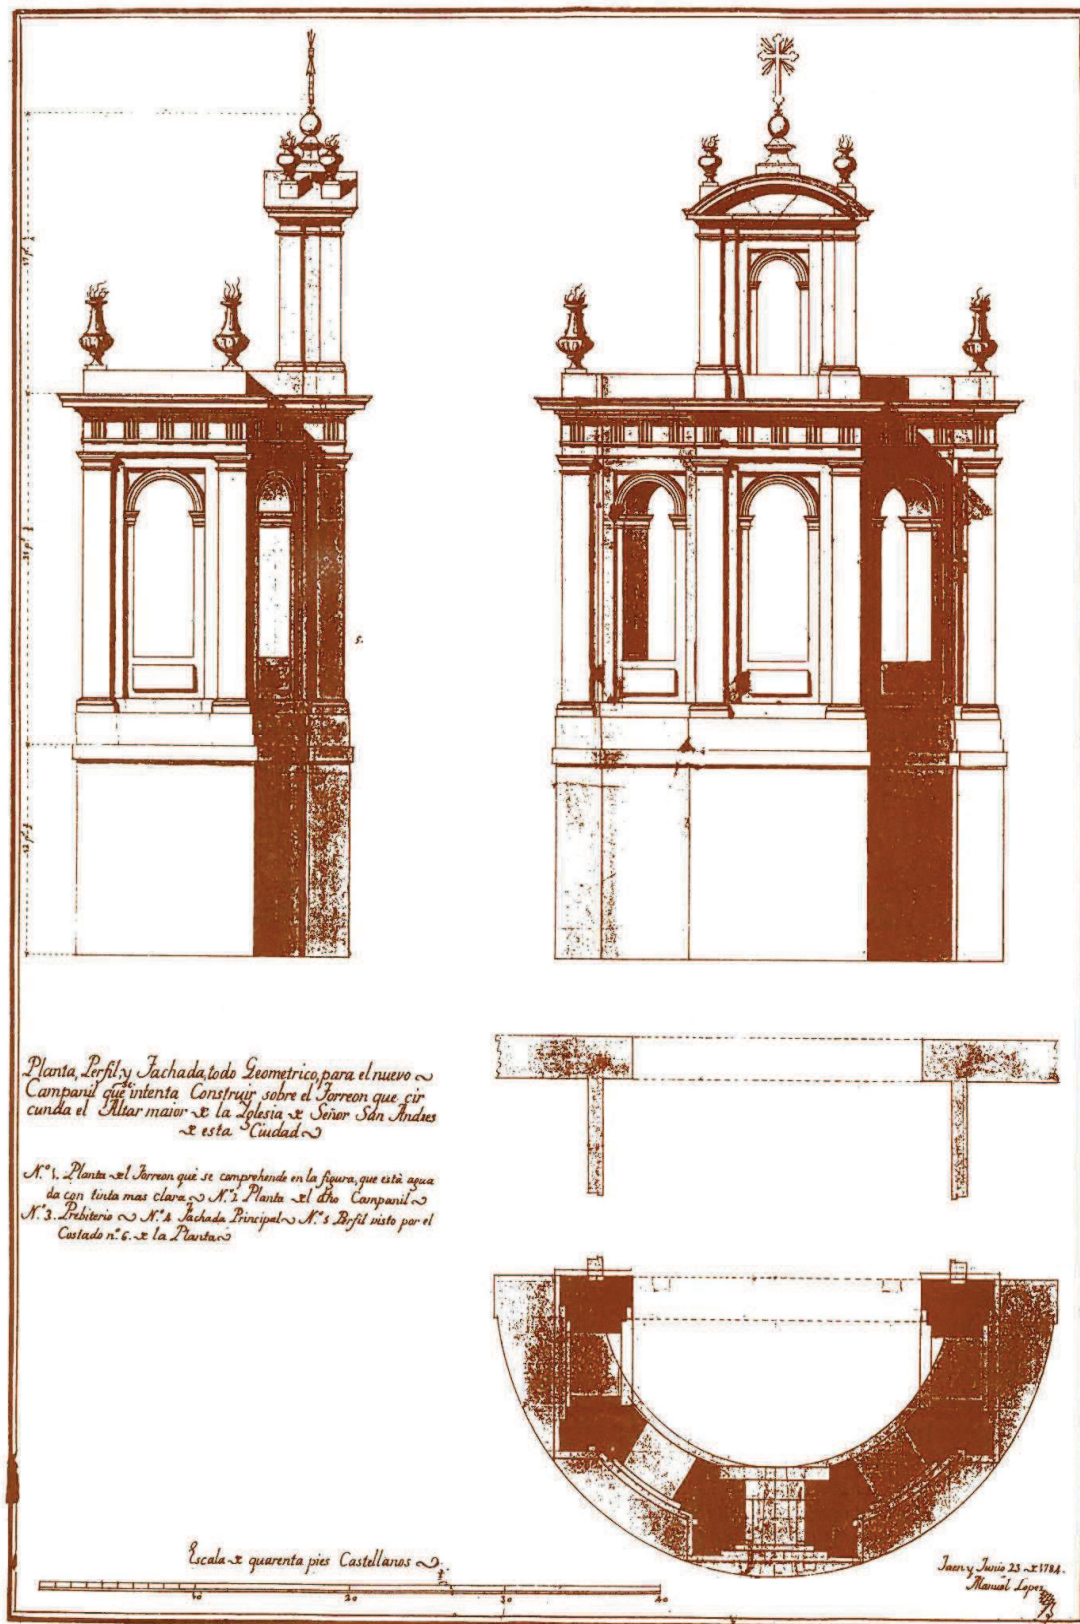 5.
Planta, Perfil, y Fachada, todo Geometrico, para el nuevo
Campanil que se intenta Construir sobre el Torreon que cir
cunda el Altar maior de la Yglesia de Señor San Andres
de esta Ciudad
N.º 1. Planta del Torreon que se comprehende en la figura, que està agua
da con tinta mas clara N.º 2 Planta del dho Campanil
N.º 3. Prebiterio N.º 4 Fachada Principal N.º 5 Perfil visto por el
Costado n.º 6. de la Planta
Escala de quarenta pies Castellanos
10 20 30 40
Jaen y Junio 23 de 1784.
Manuel Lopez